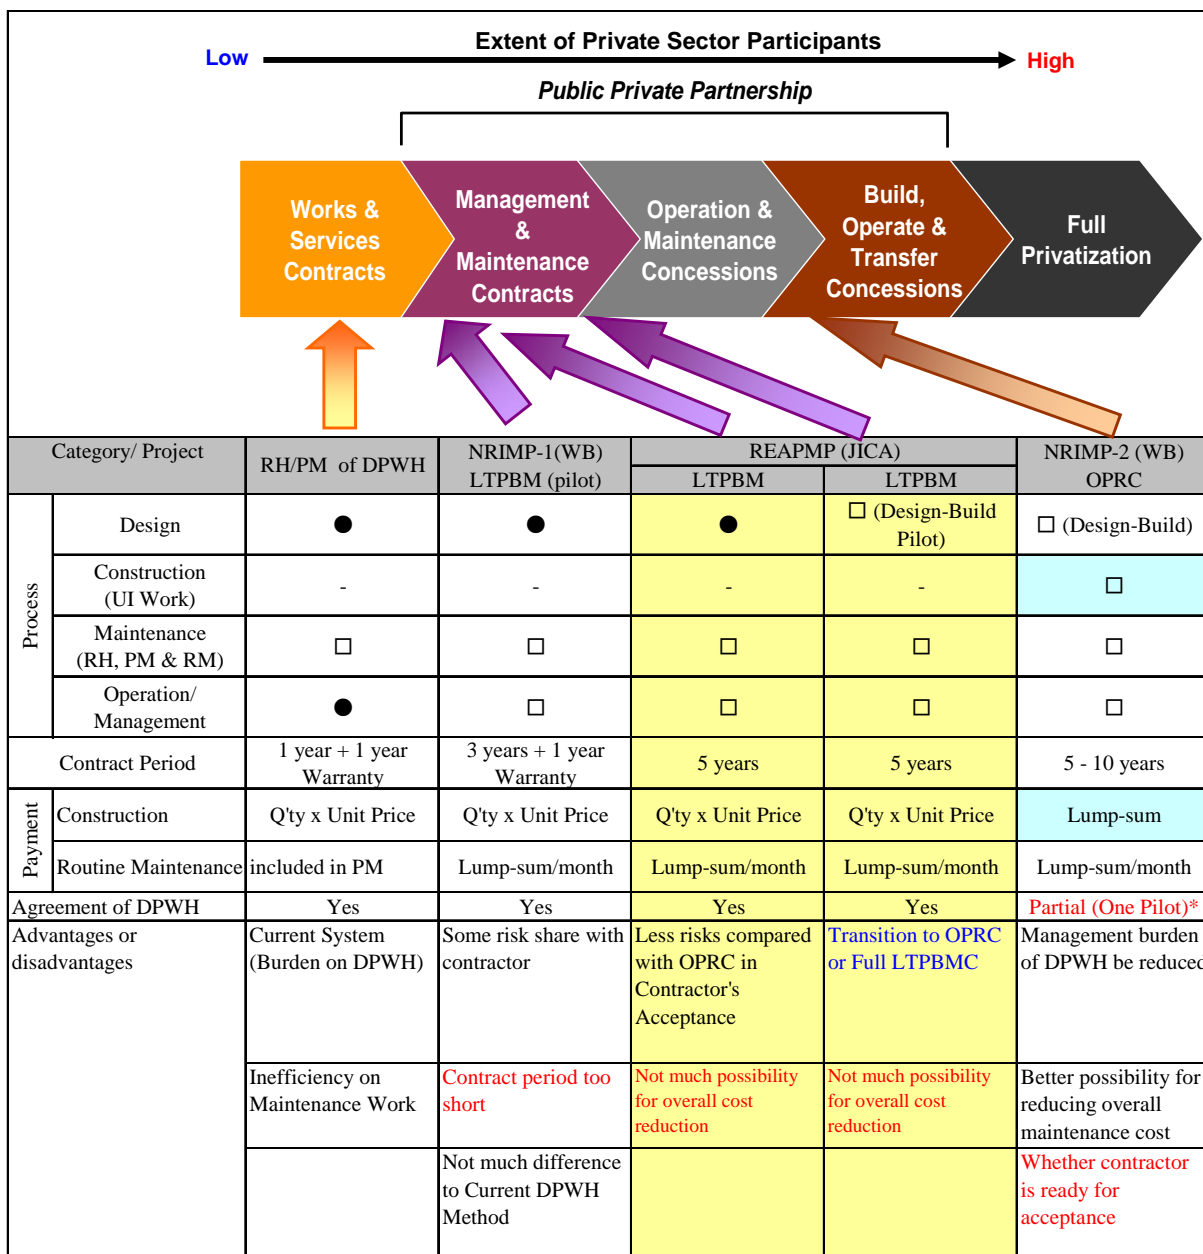 Extent of Private Sector Participants
Low
High
Public Private Partnership
Works &
Services
Contracts
Management
&
Maintenance
Contracts
Operation &
Maintenance
Concessions
Build,
Operate &
Transfer
Concessions
Full
Privatization
Category/ Project
RH/PM of DPWH
NRIMP-1(WB)
LTPBM (pilot)
REAPMP (JICA)
LTPBM
LTPBM
NRIMP-2 (WB)
OPRC
Process
Design
●
●
●
□ (Design-Build
Pilot)
□ (Design-Build)
Construction
(UI Work)
-
-
-
-
□
Maintenance
(RH, PM & RM)
□
□
□
□
□
Operation/
Management
●
□
□
□
□
Contract Period
1 year + 1 year
Warranty
3 years + 1 year
Warranty
5 years
5 years
5 - 10 years
Payment
Construction
Q'ty x Unit Price
Q'ty x Unit Price
Q'ty x Unit Price
Q'ty x Unit Price
Lump-sum
Routine Maintenance
included in PM
Lump-sum/month
Lump-sum/month
Lump-sum/month
Lump-sum/month
Agreement of DPWH
Yes
Yes
Yes
Yes
Partial (One Pilot)*
Advantages or
disadvantages
Current System
(Burden on DPWH)
Some risk share with
contractor
Less risks compared
with OPRC in
Contractor's
Acceptance
Transition to OPRC
or Full LTPBMC
Management burden
of DPWH be reduced
Inefficiency on
Maintenance Work
Contract period too
short
Not much possibility
for overall cost
reduction
Not much possibility
for overall cost
reduction
Better possibility for
reducing overall
maintenance cost
Not much difference
to Current DPWH
Method
Whether contractor
is ready for
acceptance